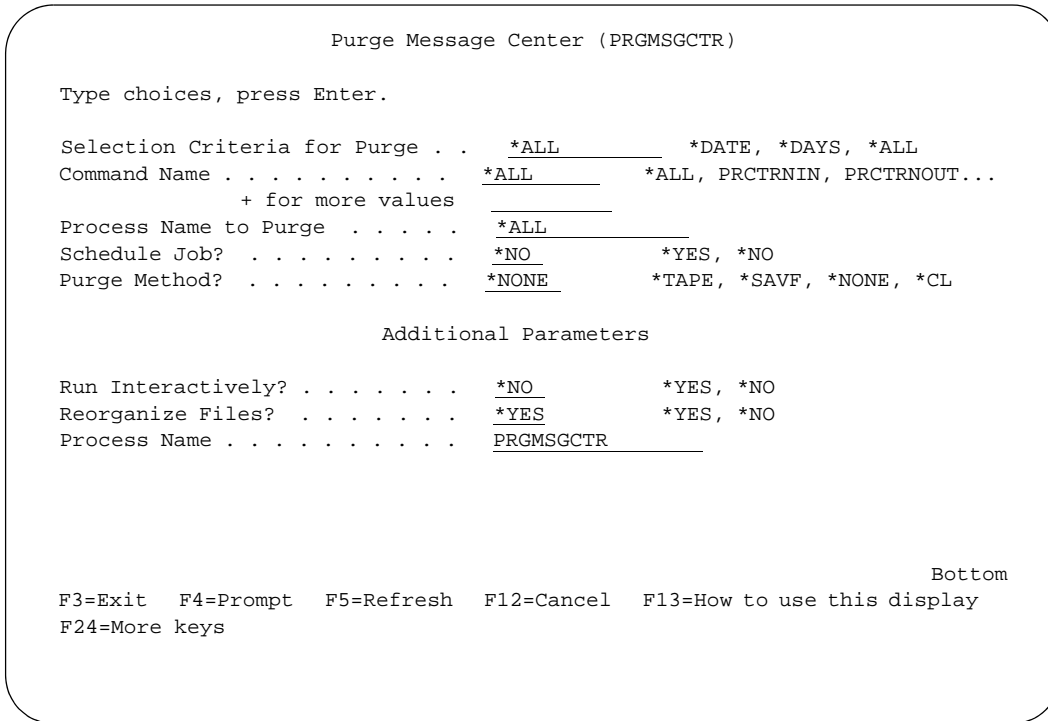 Purge Message Center (PRGMSGCTR)
Type choices, press Enter.
Selection Criteria for Purge . . *ALL *DATE, *DAYS, *ALL
Command Name . . . . . . . . . . *ALL *ALL, PRCTRNIN, PRCTRNOUT...
+ for more values
Process Name to Purge . . . . . *ALL
Schedule Job? . . . . . . . . . *NO *YES, *NO
Purge Method? . . . . . . . . . *NONE *TAPE, *SAVF, *NONE, *CL
Additional Parameters
Run Interactively? . . . . . . . *NO *YES, *NO
Reorganize Files? . . . . . . . *YES *YES, *NO
Process Name . . . . . . . . . . PRGMSGCTR
Bottom
F3=Exit F4=Prompt F5=Refresh F12=Cancel F13=How to use this display
F24=More keys